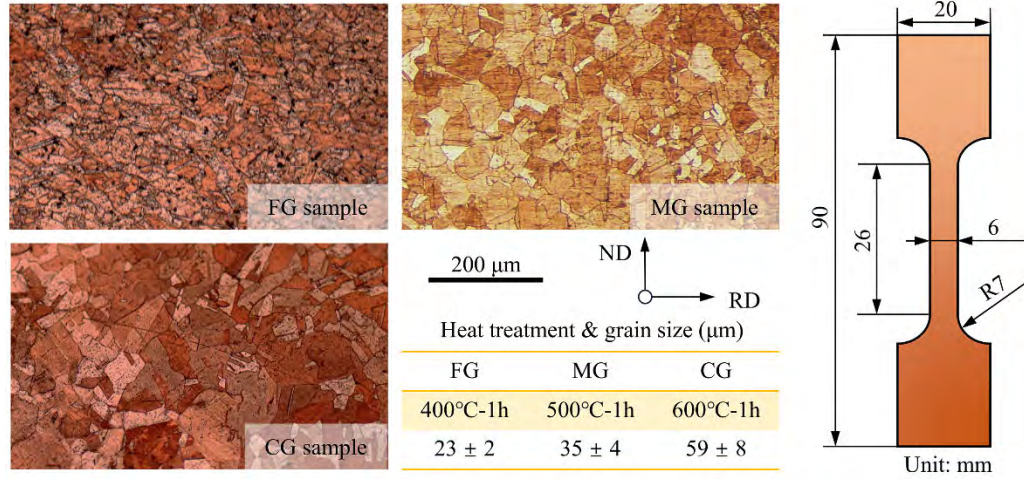 FG sample
MG sample
CG sample
200 μm
ND
RD
Heat treatment & grain size (μm)
FG MG CG
400°C-1h 500°C-1h 600°C-1h
23 ± 2 35 ± 4 59 ± 8
20
90
26
6
R7
Unit: mm